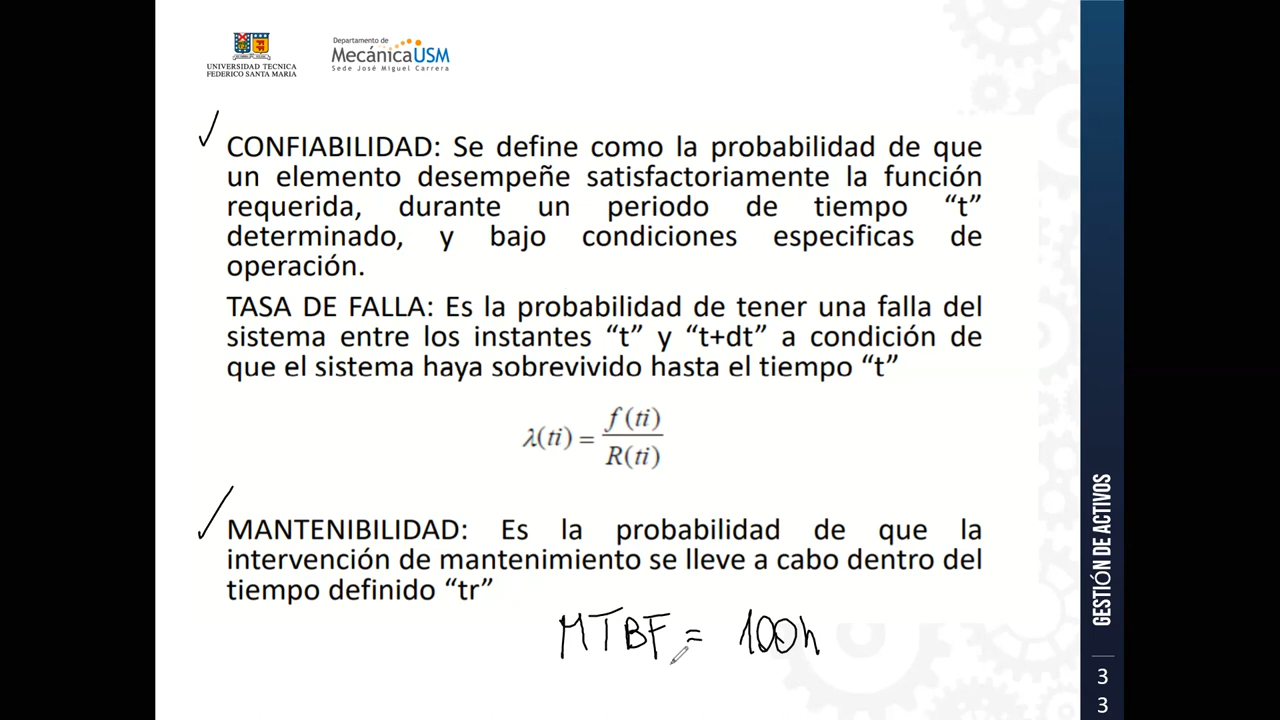 UNIVERSIDAD TECNICA
FEDERICO SANTA MARIA
Departamento de
MecánicaUSM
Sede José Miguel Carrera
CONFIABILIDAD: Se define como la probabilidad de que
un elemento desempeñe satisfactoriamente la función
requerida, durante un periodo de tiempo “t”
determinado, y bajo condiciones especificas de
operación.
TASA DE FALLA: Es la probabilidad de tener una falla del
sistema entre los instantes “t” y “t+dt” a condición de
que el sistema haya sobrevivido hasta el tiempo “t”
λ(ti) = f(ti) / R(ti)
MANTENIBILIDAD: Es la probabilidad de que la
intervención de mantenimiento se lleve a cabo dentro del
tiempo definido “tr”
MTBF = 100h
GESTIÓN DE ACTIVOS
3
3